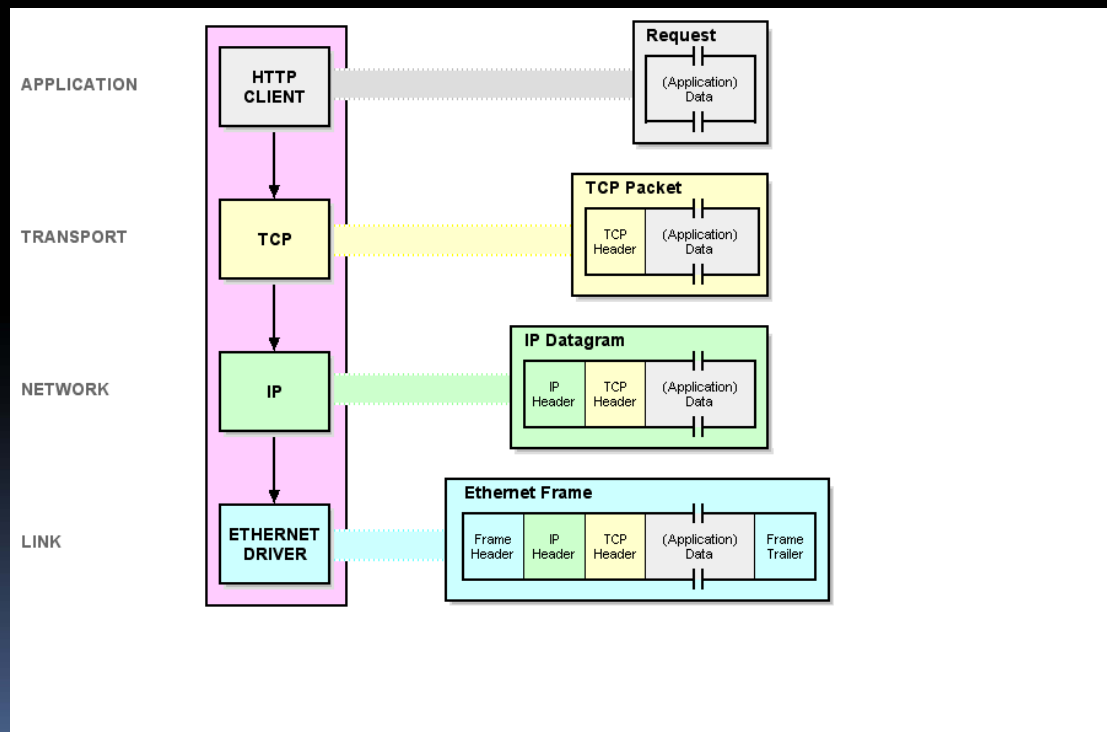 APPLICATION
HTTP
CLIENT
Request
(Application)
Data
TRANSPORT
TCP
TCP Packet
TCP
Header
(Application)
Data
NETWORK
IP
IP Datagram
IP
Header
TCP
Header
(Application)
Data
LINK
ETHERNET
DRIVER
Ethernet Frame
Frame
Header
IP
Header
TCP
Header
(Application)
Data
Frame
Trailer